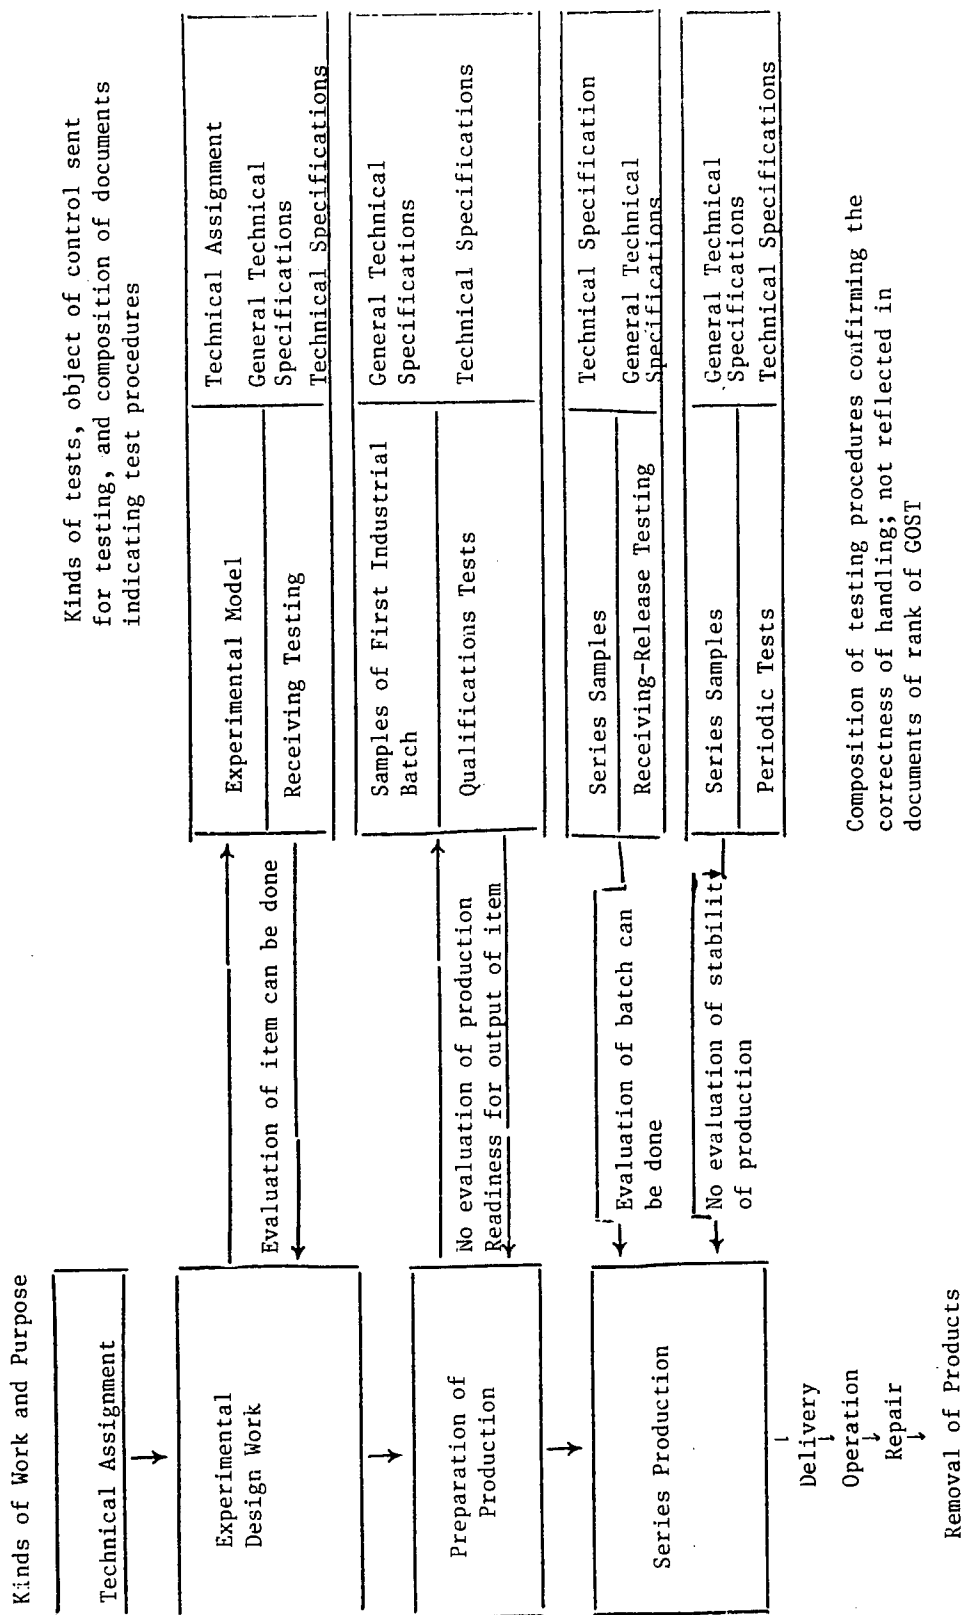 Kinds of Work and Purpose
Technical Assignment
Experimental
Design Work
Preparation of
Production
Series Production
Delivery
Operation
Repair
Removal of Products
Evaluation of item can be done
No evaluation of production
Readiness for output of item
Evaluation of batch can
be done
No evaluation of stability
of production
Kinds of tests, object of control sent
for testing, and composition of documents
indicating test procedures
Experimental Model
Receiving Testing
Technical Assignment
General Technical
Specifications
Technical Specifications
Samples of First Industrial
Batch
Qualifications Tests
General Technical
Specifications
Technical Specifications
Series Samples
Receiving-Release Testing
Technical Specification
General Technical
Specifications
Series Samples
Periodic Tests
General Technical
Specifications
Technical Specifications
Composition of testing procedures confirming the
correctness of handling; not reflected in
documents of rank of GOST